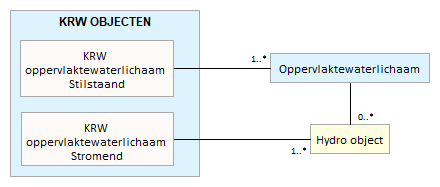 KRW OBJECTEN
KRW
oppervlaktewaterlichaam
Stilstaand
1..*
Oppervlaktewaterlichaam
KRW
oppervlaktewaterlichaam
Stromend
0..*
Hydro object
1..*